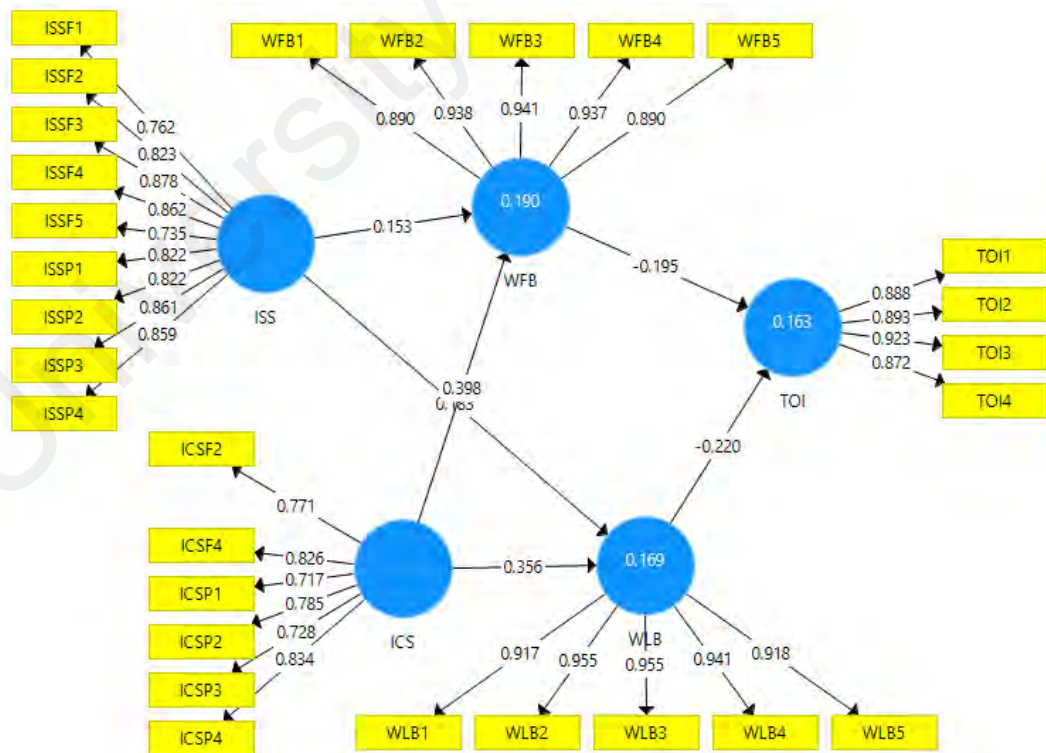 ISSF1
ISSF2
ISSF3
ISSF4
ISSF5
ISSP1
ISSP2
ISSP3
ISSP4
0.762
0.823
0.878
0.862
0.735
0.822
0.822
0.861
0.859
ISS
WFB1
WFB2
WFB3
WFB4
WFB5
0.890
0.938
0.941
0.937
0.890
0.190
WFB
0.153
-0.195
TOI1
TOI2
TOI3
TOI4
0.888
0.893
0.923
0.872
0.163
TOI
0.398
-0.220
ICSF2
ICSF4
ICSP1
ICSP2
ICSP3
ICSP4
0.771
0.826
0.717
0.785
0.728
0.834
ICS
0.356
0.169
WLB
0.917
0.955
0.955
0.941
0.918
WLB1
WLB2
WLB3
WLB4
WLB5